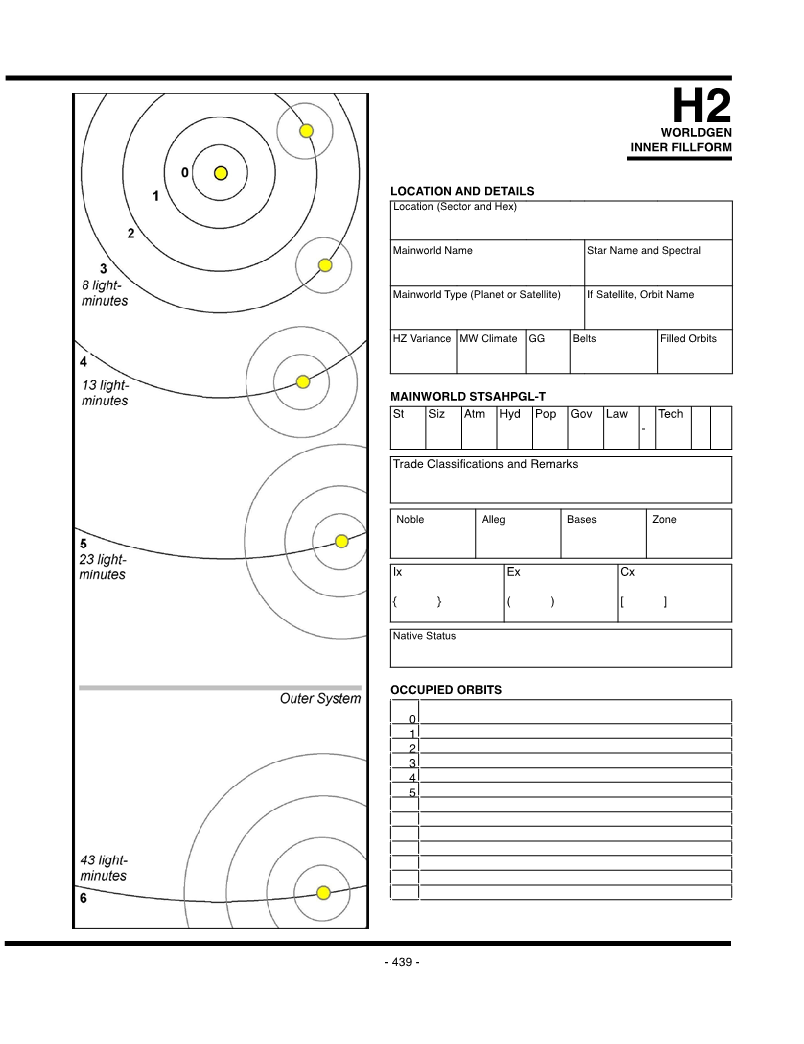 H2
WORLDGEN
INNER FILLFORM
0
1
2
3
8 light-
minutes
4
13 light-
minutes
5
23 light-
minutes
Outer System
43 light-
minutes
6
LOCATION AND DETAILS
Location (Sector and Hex)
Mainworld Name Star Name and Spectral
Mainworld Type (Planet or Satellite) If Satellite, Orbit Name
HZ Variance MW Climate GG Belts Filled Orbits
MAINWORLD STSAHPGL-T
St Siz Atm Hyd Pop Gov Law - Tech
Trade Classifications and Remarks
Noble Alleg Bases Zone
Ix Ex Cx
{ } ( ) [ ]
Native Status
OCCUPIED ORBITS
0
1
2
3
4
5
- 439 -